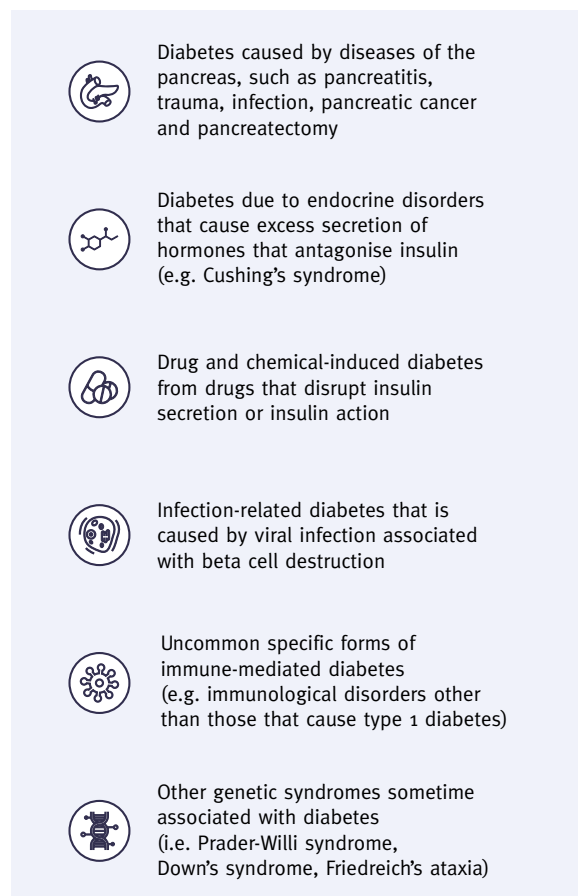 Diabetes caused by diseases of the
pancreas, such as pancreatitis,
trauma, infection, pancreatic cancer
and pancreatectomy
Diabetes due to endocrine disorders
that cause excess secretion of
hormones that antagonise insulin
(e.g. Cushing’s syndrome)
Drug and chemical-induced diabetes
from drugs that disrupt insulin
secretion or insulin action
Infection-related diabetes that is
caused by viral infection associated
with beta cell destruction
Uncommon specific forms of
immune-mediated diabetes
(e.g. immunological disorders other
than those that cause type 1 diabetes)
Other genetic syndromes sometime
associated with diabetes
(i.e. Prader-Willi syndrome,
Down’s syndrome, Friedreich’s ataxia)